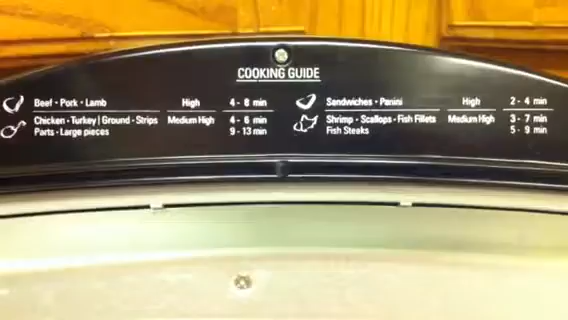 COOKING GUIDE
Beef · Pork · Lamb High 4 - 8 min
Chicken · Turkey | Ground · Strips Medium High 4 - 6 min
Parts · Large pieces 9 - 13 min
Sandwiches · Panini High 2 - 4 min
Shrimp · Scallops · Fish Fillets Medium High 3 - 7 min
Fish Steaks 5 - 9 min